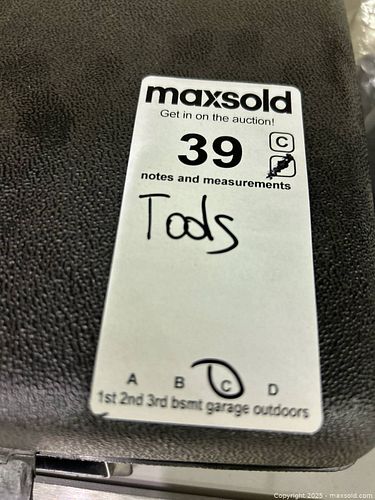 maxsold
Get in on the auction!
39
C
notes and measurements
Tools
A B C D
1st 2nd 3rd bsmt garage outdoors
Copyright 2025 - maxsold.com